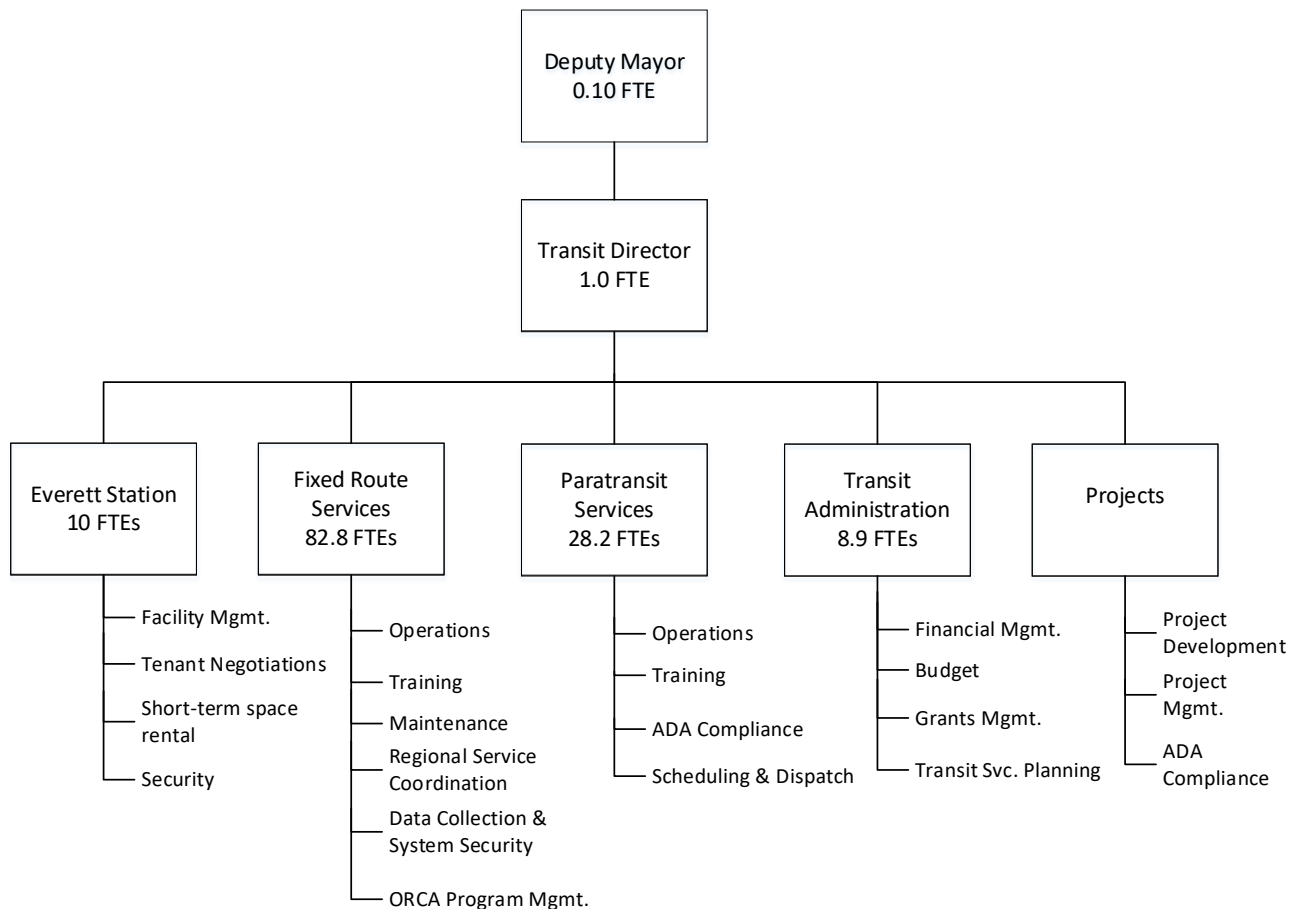 Deputy Mayor
0.10 FTE
Transit Director
1.0 FTE
Everett Station
10 FTEs
Facility Mgmt.
Tenant Negotiations
Short-term space
rental
Security
Fixed Route
Services
82.8 FTEs
Operations
Training
Maintenance
Regional Service
Coordination
Data Collection &
System Security
ORCA Program Mgmt.
Paratransit
Services
28.2 FTEs
Operations
Training
ADA Compliance
Scheduling & Dispatch
Transit
Administration
8.9 FTEs
Financial Mgmt.
Budget
Grants Mgmt.
Transit Svc. Planning
Projects
Project
Development
Project
Mgmt.
ADA
Compliance